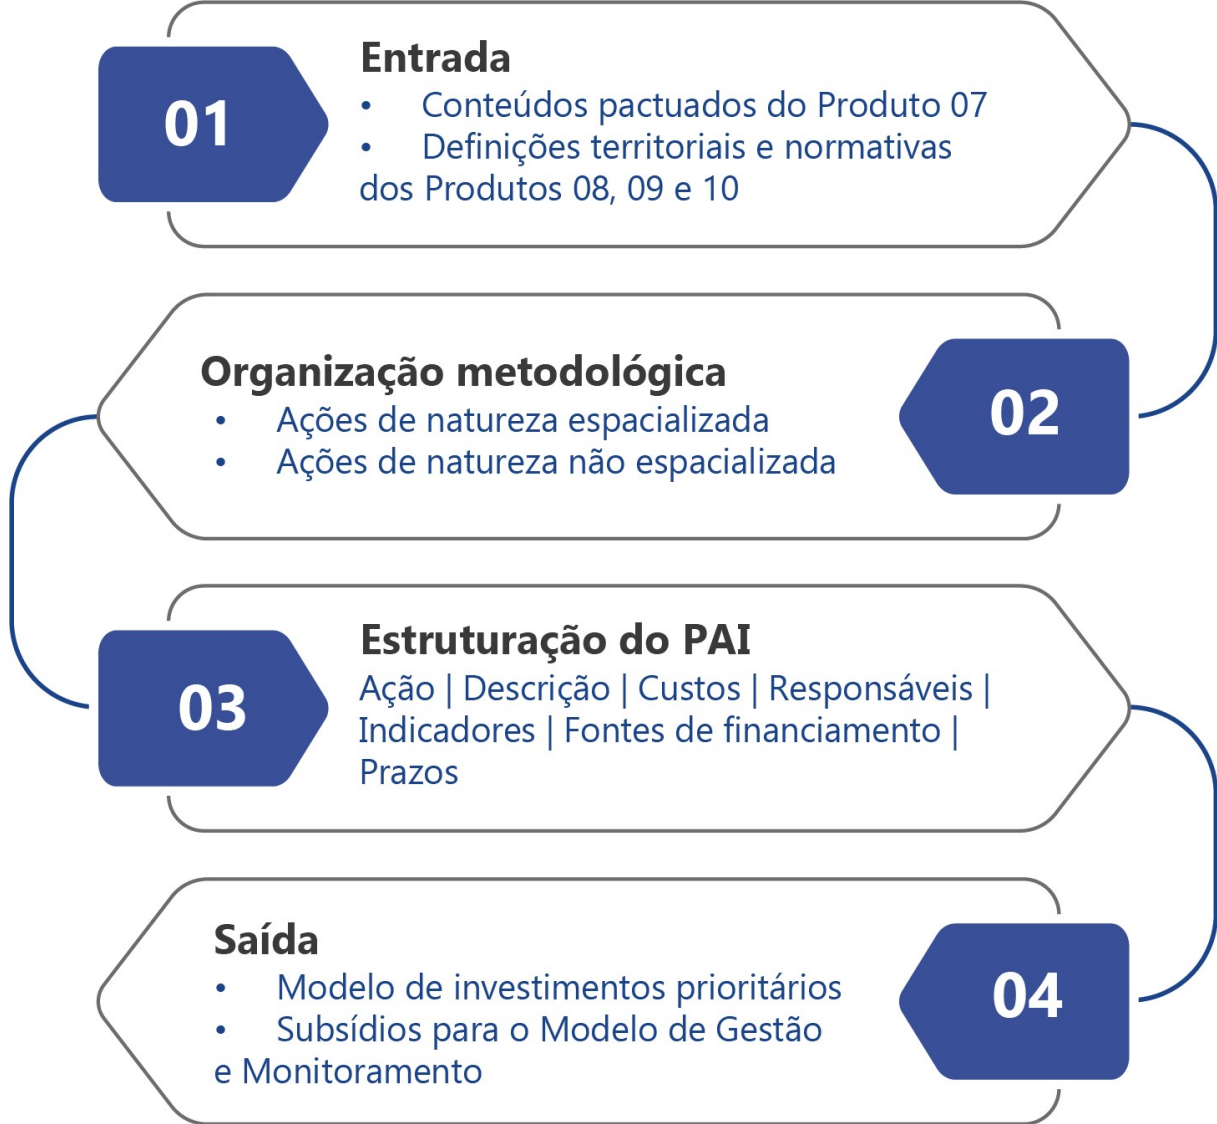 01
Entrada
• Conteúdos pactuados do Produto 07
• Definições territoriais e normativas
dos Produtos 08, 09 e 10
Organização metodológica
• Ações de natureza espacializada
• Ações de natureza não espacializada
02
03
Estruturação do PAI
Ação | Descrição | Custos | Responsáveis |
Indicadores | Fontes de financiamento |
Prazos
Saída
• Modelo de investimentos prioritários
• Subsídios para o Modelo de Gestão
e Monitoramento
04